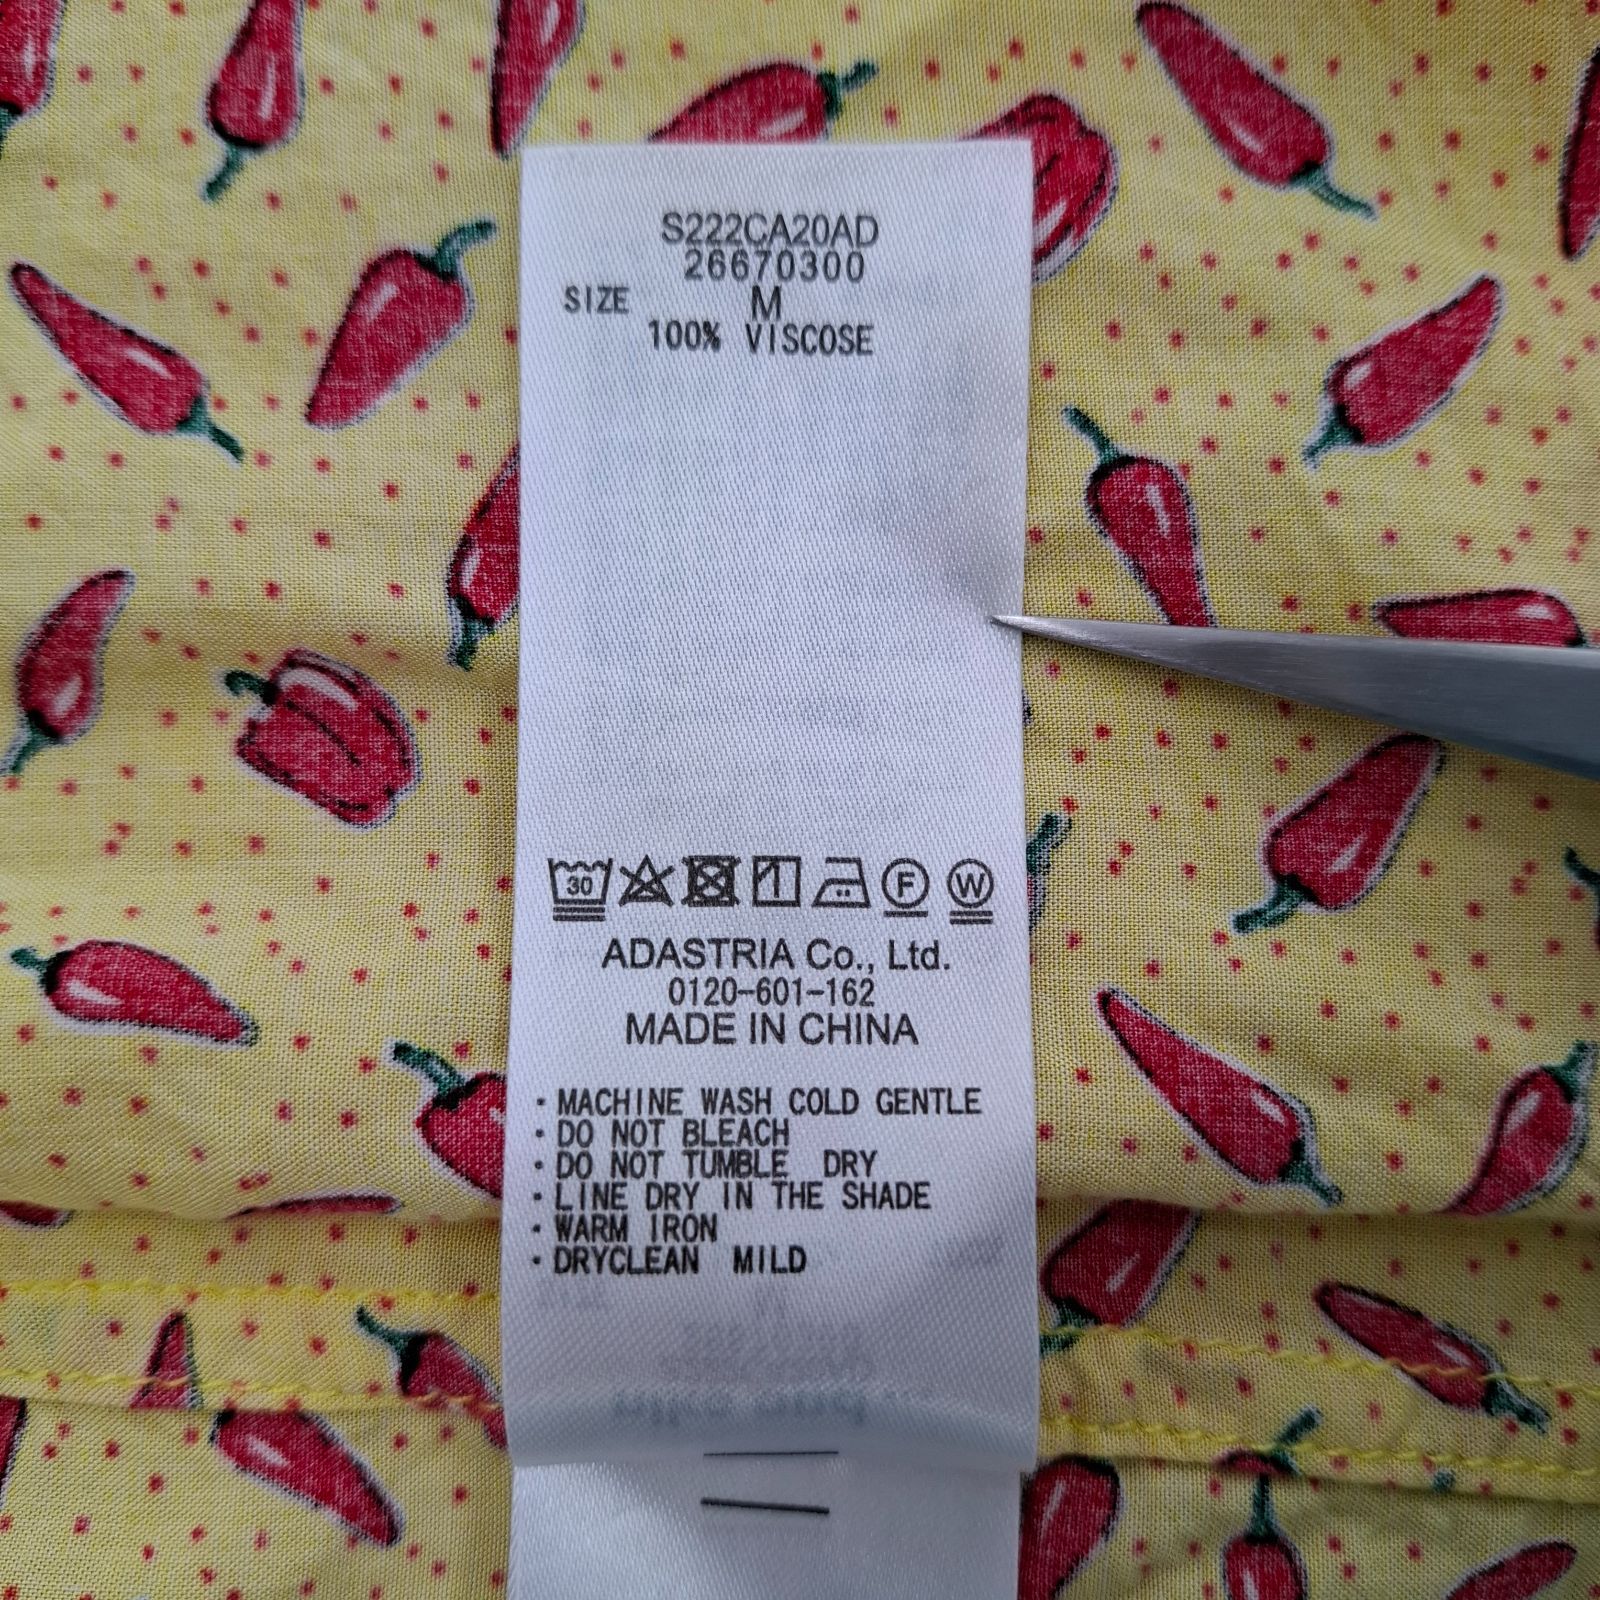 S222CA20AD
26670300
SIZE M
100% VISCOSE
30
F W
ADASTRIA Co., Ltd.
0120-601-162
MADE IN CHINA
・MACHINE WASH COLD GENTLE
・DO NOT BLEACH
・DO NOT TUMBLE DRY
・LINE DRY IN THE SHADE
・WARM IRON
・DRYCLEAN MILD